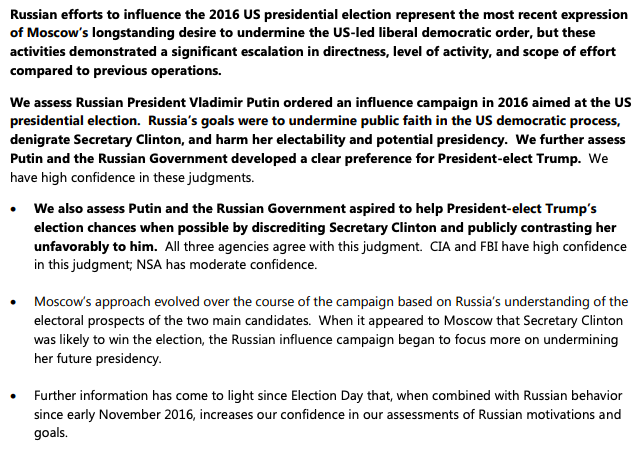 Russian efforts to influence the 2016 US presidential election represent the most recent expression
of Moscow’s longstanding desire to undermine the US-led liberal democratic order, but these
activities demonstrated a significant escalation in directness, level of activity, and scope of effort
compared to previous operations.
We assess Russian President Vladimir Putin ordered an influence campaign in 2016 aimed at the US
presidential election. Russia’s goals were to undermine public faith in the US democratic process,
denigrate Secretary Clinton, and harm her electability and potential presidency. We further assess
Putin and the Russian Government developed a clear preference for President-elect Trump. We
have high confidence in these judgments.
• We also assess Putin and the Russian Government aspired to help President-elect Trump’s
election chances when possible by discrediting Secretary Clinton and publicly contrasting her
unfavorably to him. All three agencies agree with this judgment. CIA and FBI have high confidence
in this judgment; NSA has moderate confidence.
• Moscow’s approach evolved over the course of the campaign based on Russia’s understanding of the
electoral prospects of the two main candidates. When it appeared to Moscow that Secretary Clinton
was likely to win the election, the Russian influence campaign began to focus more on undermining
her future presidency.
• Further information has come to light since Election Day that, when combined with Russian behavior
since early November 2016, increases our confidence in our assessments of Russian motivations and
goals.